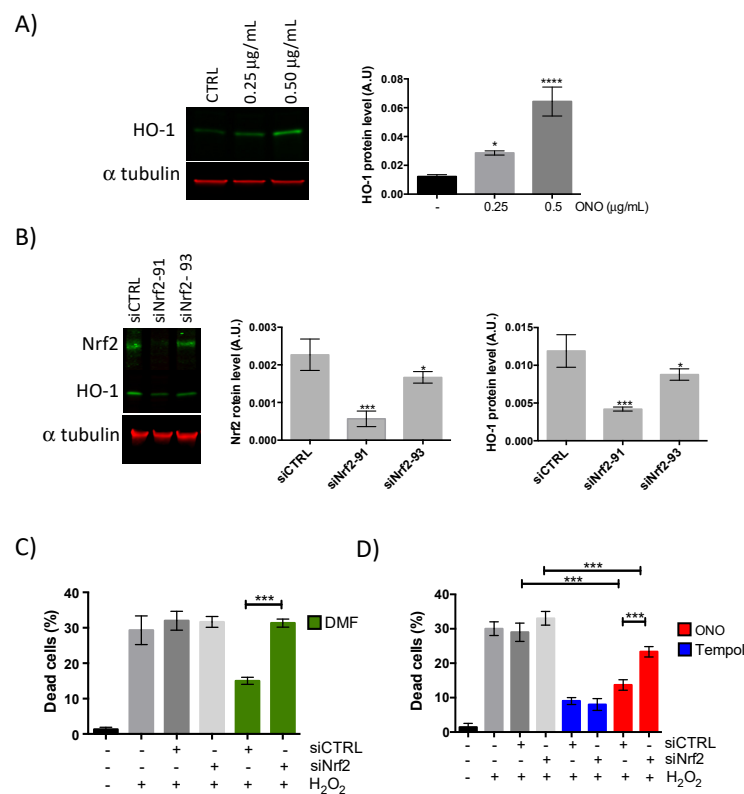 A)
CTRL
0.25 µg/mL
0.50 µg/mL
HO-1
α tubulin
HO-1 protein level (A.U)
0.08
0.06
0.04
0.02
0.00
*
****
- 0.25 0.5 ONO (µg/mL)
B)
siCTRL
siNrf2-91
siNrf2- 93
Nrf2
HO-1
α tubulin
Nrf2 rotein level (A.U.)
0.003
0.002
0.001
0.000
***
*
siCTRL
siNrf2-91
siNrf2-93
HO-1 protein level (A.U.)
0.015
0.010
0.005
0.000
***
*
siCTRL
siNrf2-91
siNrf2-93
C)
Dead cells (%)
40
30
20
10
0
***
DMF
- - + - + - siCTRL
- - - + - + siNrf2
- + + + + + H₂O₂
D)
Dead cells (%)
40
30
20
10
0
***
***
***
ONO
Tempol
- - + - + - + - siCTRL
- - - + - + - + siNrf2
- + + + + + + + H₂O₂